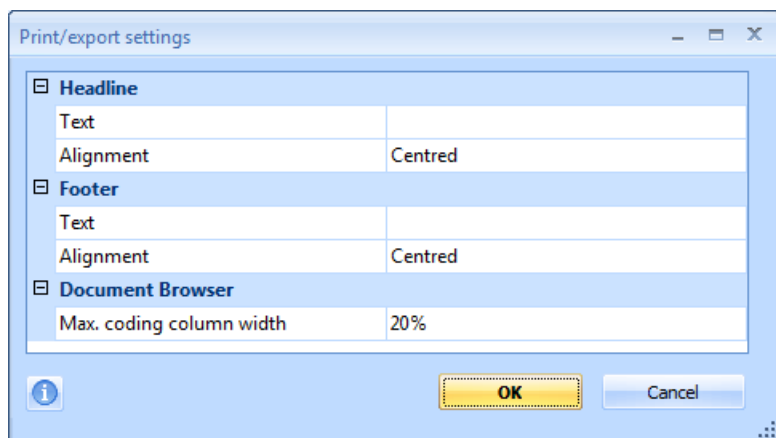 Print/export settings
Headline
Text
Alignment Centred
Footer
Text
Alignment Centred
Document Browser
Max. coding column width 20%
OK Cancel